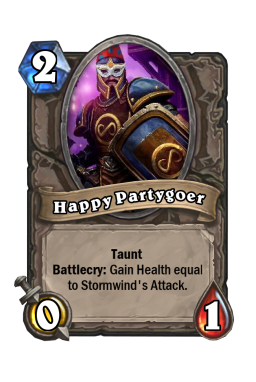 2
Happy Partygoer
Taunt
Battlecry: Gain Health equal
to Stormwind's Attack.
0
1